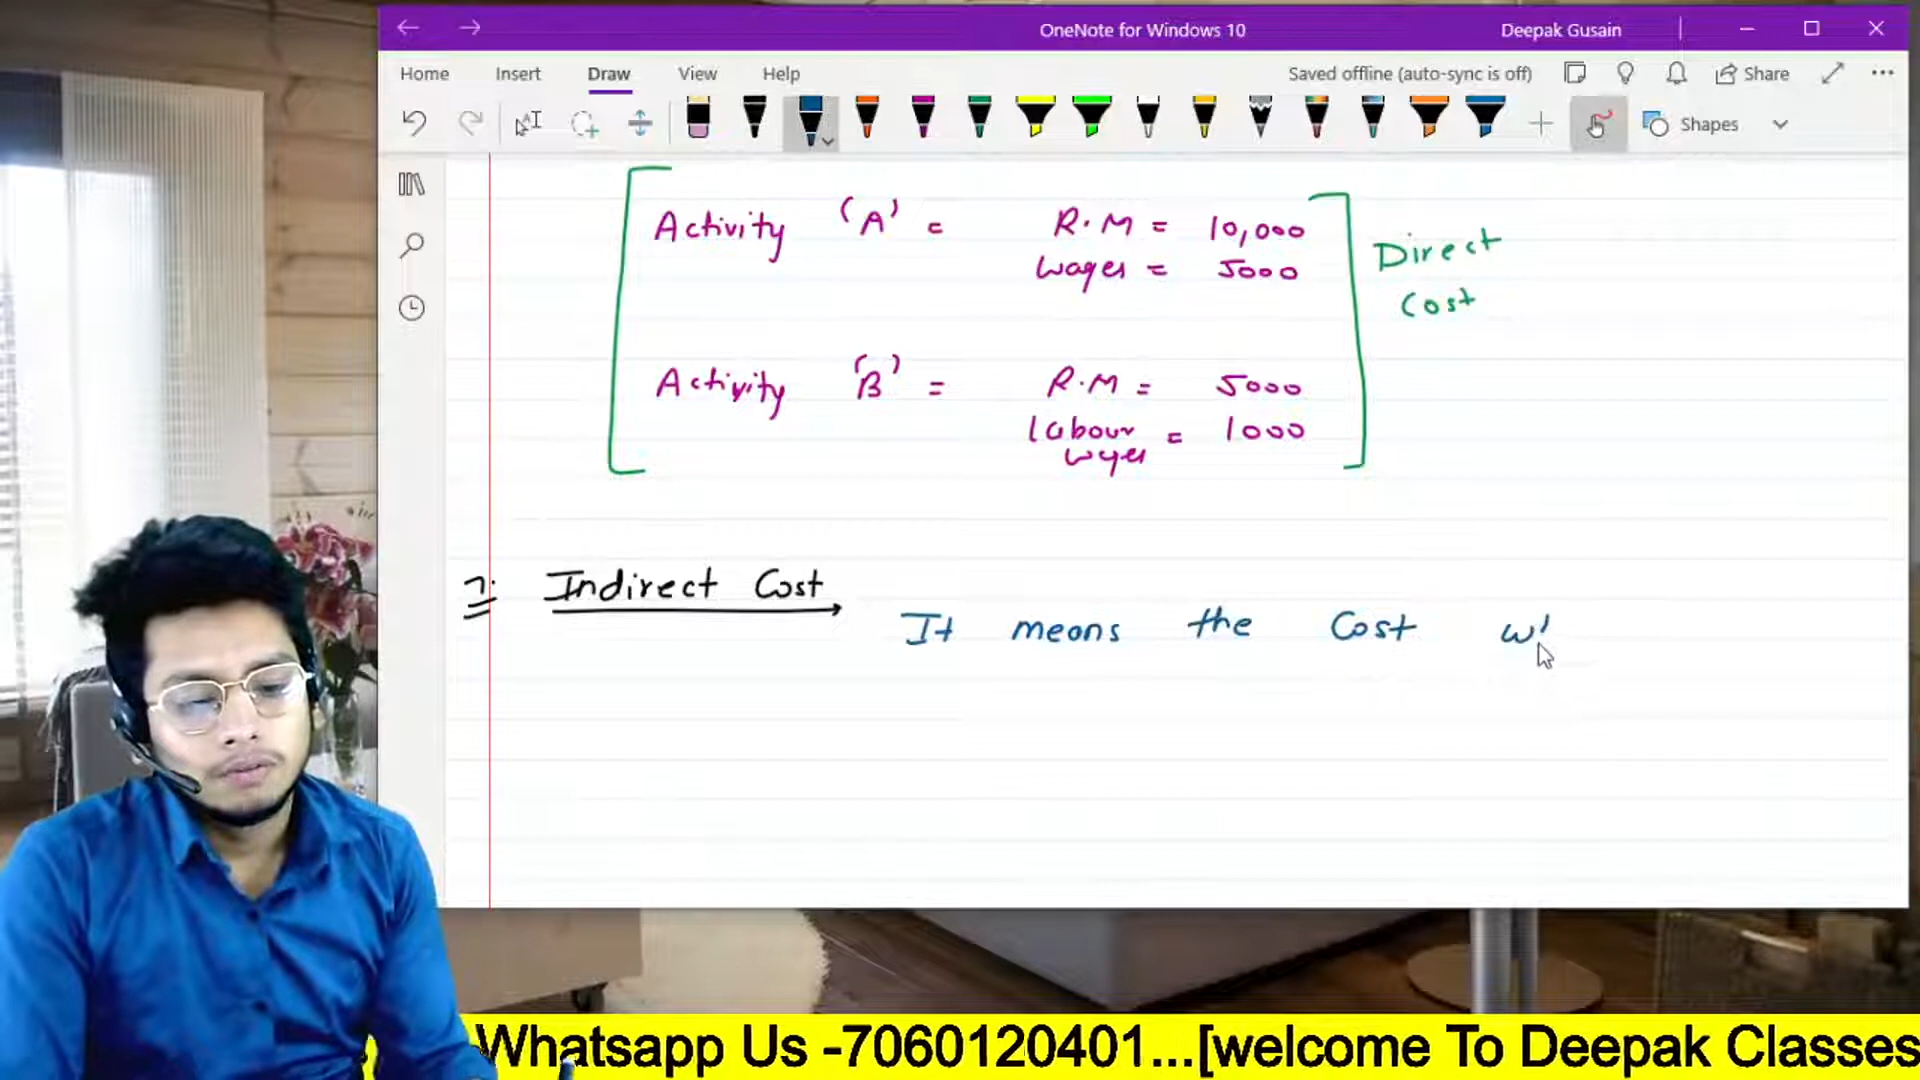 OneNote for Windows 10
Deepak Gusain
Home Insert Draw View Help
Saved offline (auto-sync is off)
Share
Shapes
Activity 'A' = R.M = 10,000
Wages = 5000
Direct
Cost
Activity 'B' = R.M = 5000
labour = 1000
7. Indirect Cost
It means the Cost
Whatsapp Us -7060120401...[welcome To Deepak Classes